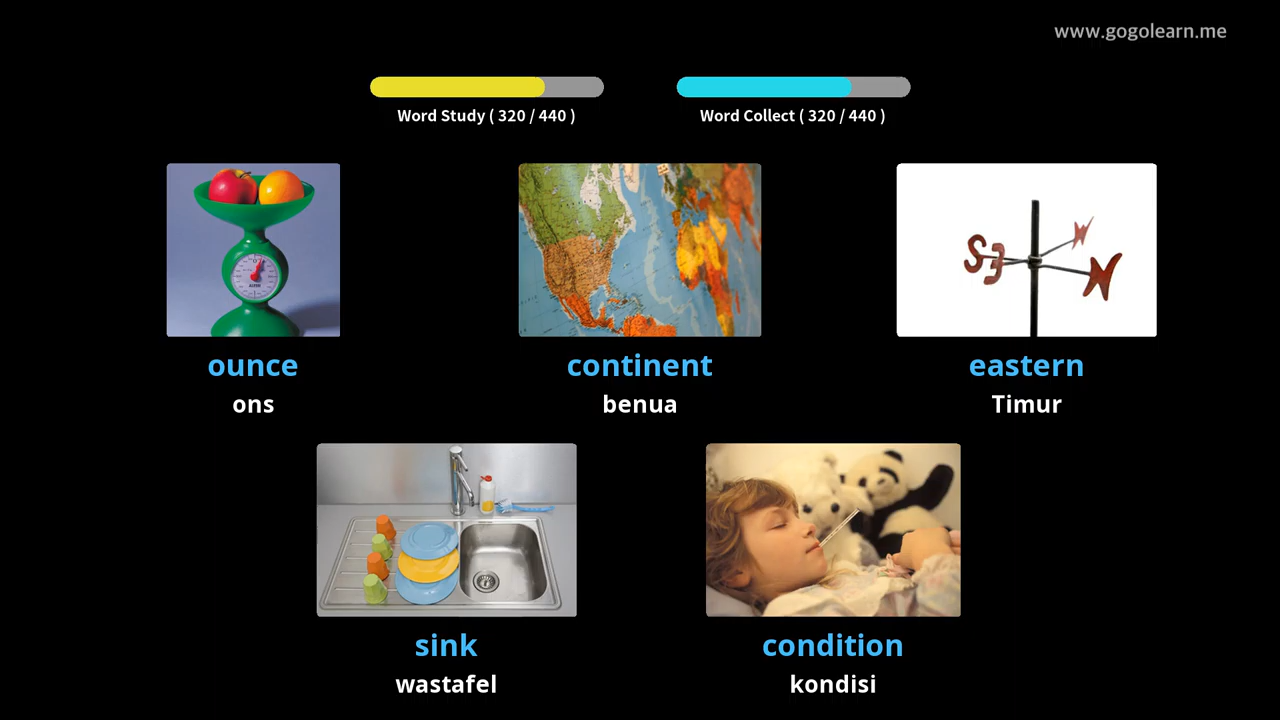 www.gogolearn.me
Word Study ( 320 / 440 )
Word Collect ( 320 / 440 )
ounce
ons
continent
benua
eastern
Timur
sink
wastafel
condition
kondisi